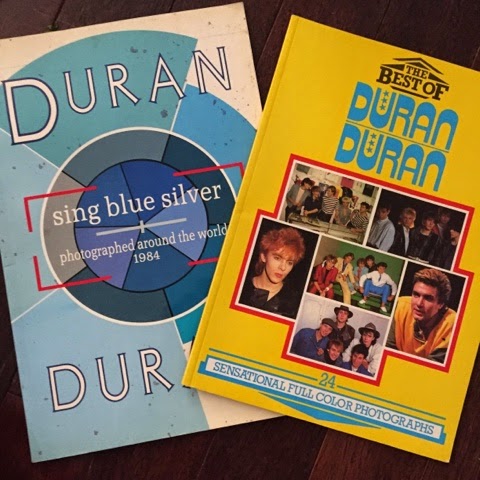 DURAN
sing blue silver
photographed around the world
1984
DUR
THE
BEST OF
DURAN
DURAN
24
SENSATIONAL FULL COLOR PHOTOGRAPHS